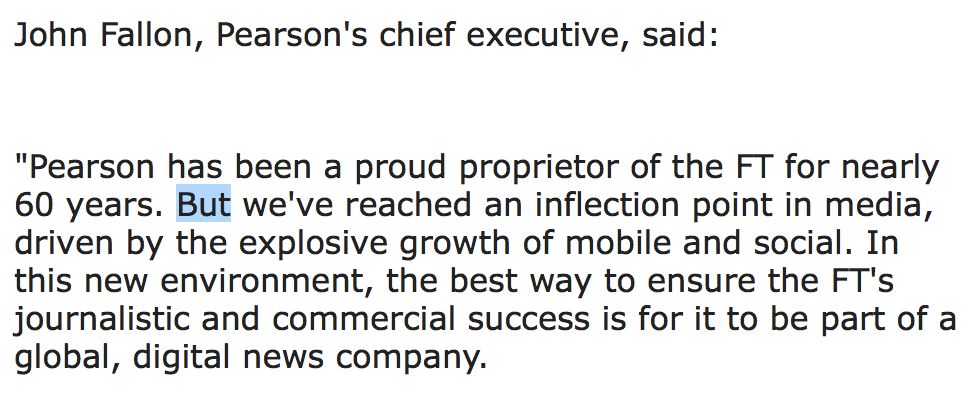 John Fallon, Pearson's chief executive, said:
"Pearson has been a proud proprietor of the FT for nearly
60 years. But we've reached an inflection point in media,
driven by the explosive growth of mobile and social. In
this new environment, the best way to ensure the FT's
journalistic and commercial success is for it to be part of a
global, digital news company.